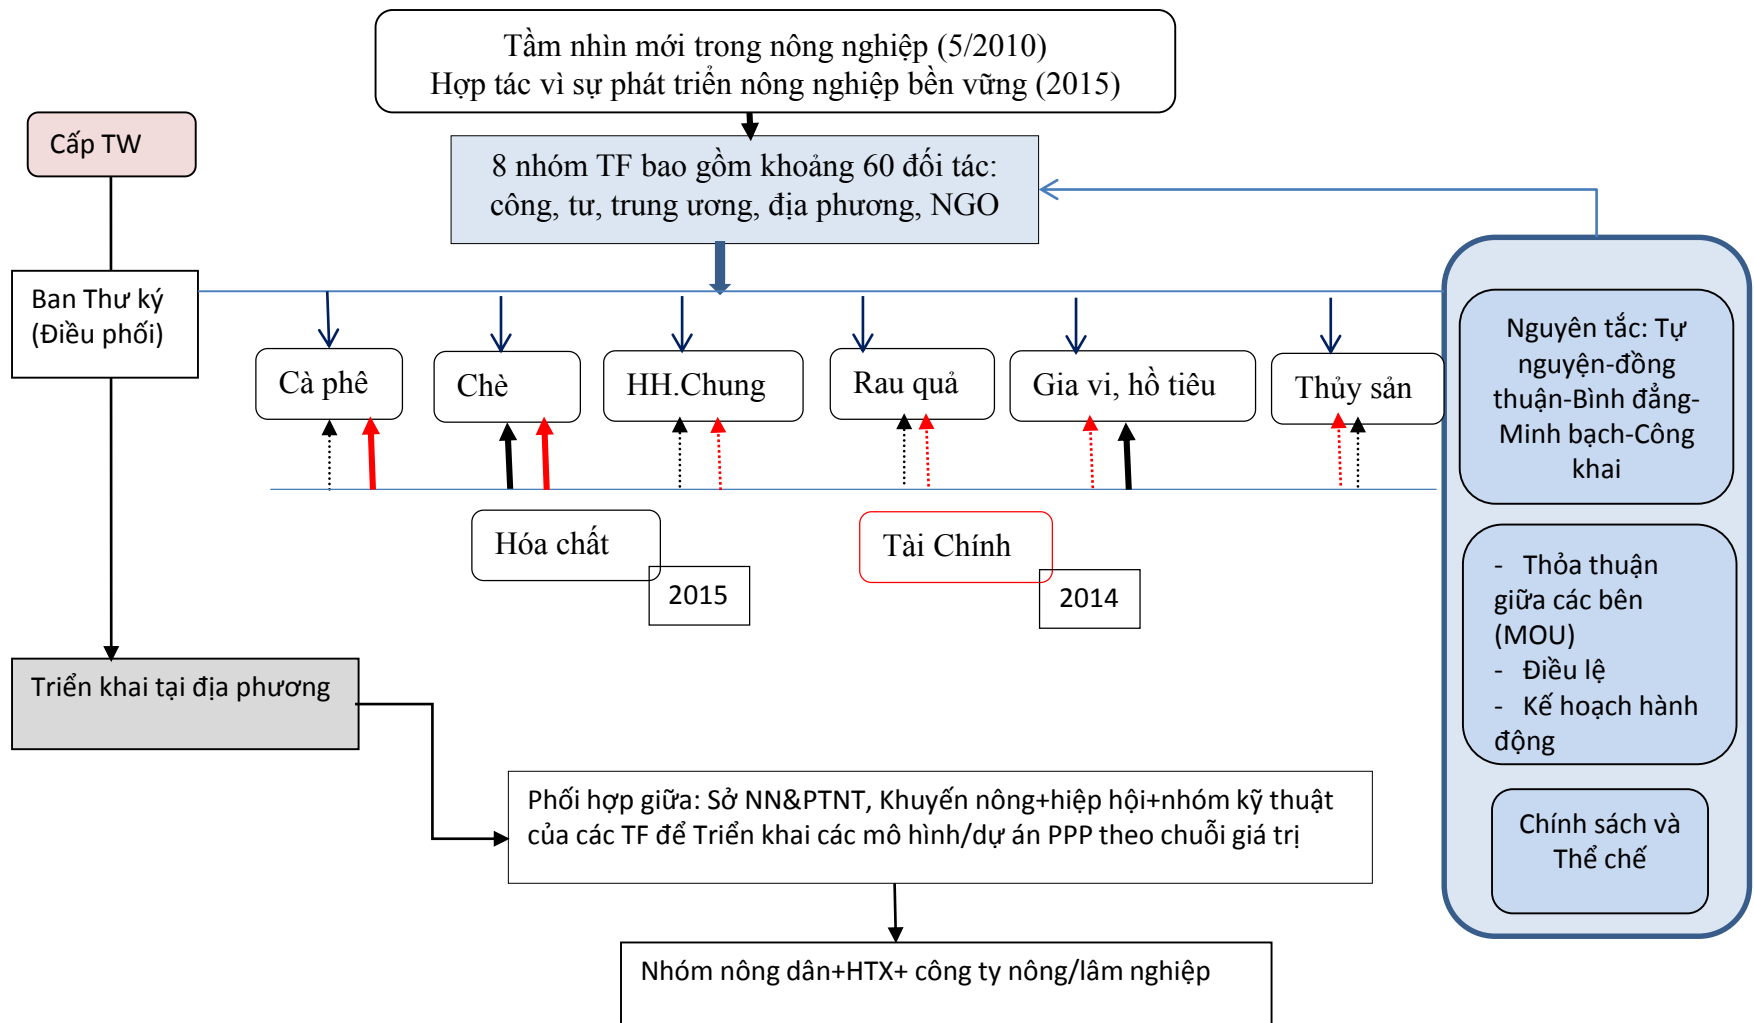 Tầm nhìn mới trong nông nghiệp (5/2010)
Hợp tác vì sự phát triển nông nghiệp bền vững (2015)
Cấp TW
8 nhóm TF bao gồm khoảng 60 đối tác:
công, tư, trung ương, địa phương, NGO
Ban Thư ký
(Điều phối)
Cà phê
Chè
HH.Chung
Rau quả
Gia vi, hồ tiêu
Thủy sản
Nguyên tắc: Tự
nguyện-đồng
thuận-Bình đẳng-
Minh bạch-Công
khai
Hóa chất
2015
Tài Chính
2014
- Thỏa thuận
giữa các bên
(MOU)
- Điều lệ
- Kế hoạch hành
động
Triển khai tại địa phương
Phối hợp giữa: Sở NN&PTNT, Khuyến nông+hiệp hội+nhóm kỹ thuật
của các TF để Triển khai các mô hình/dự án PPP theo chuỗi giá trị
Chính sách và
Thể chế
Nhóm nông dân+HTX+ công ty nông/lâm nghiệp